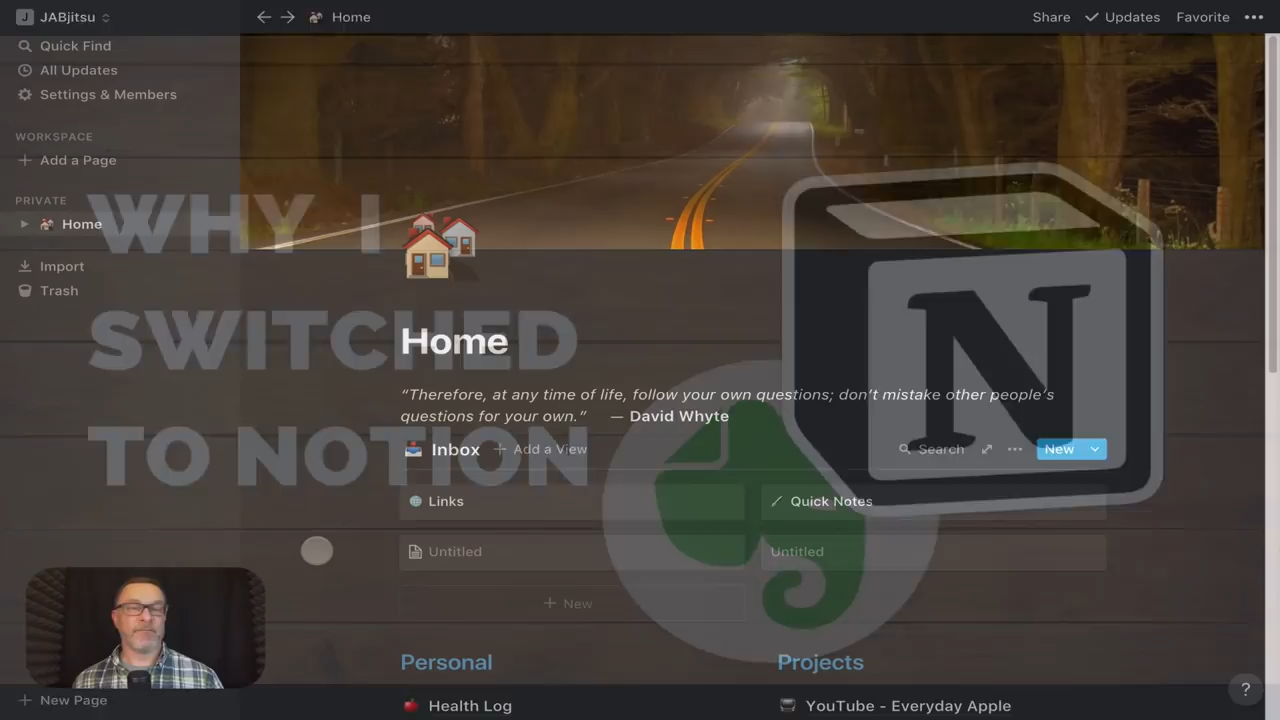 J JABjitsu
Home
Share
Updates
Favorite
Quick Find
All Updates
Settings & Members
WORKSPACE
Add a Page
PRIVATE
Home
Import
Trash
WHY I
SWITCHED
TO NOTION
N
Home
“Therefore, at any time of life, follow your own questions; don’t mistake other people’s
questions for your own.” — David Whyte
Inbox
Add a View
Search
New
Links
Quick Notes
Untitled
Untitled
New
Personal
Projects
Health Log
YouTube - Everyday Apple
New Page
?